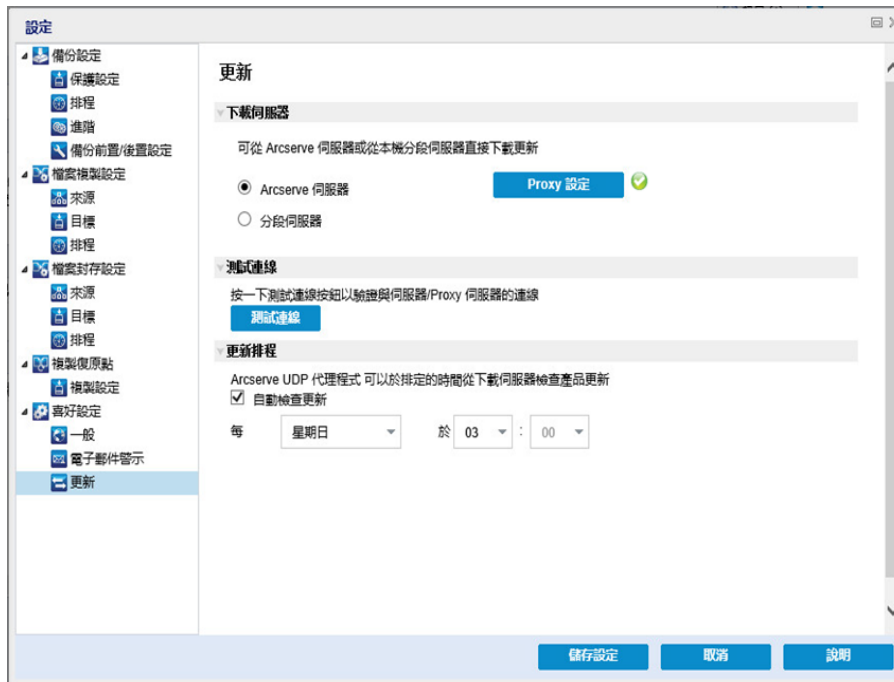 設定
備份設定
保護設定
排程
進階
備份前置/後置設定
檔案複製設定
來源
目標
排程
檔案封存設定
來源
目標
排程
複製復原點
複製設定
喜好設定
一般
電子郵件警示
更新
更新
下載伺服器
可從 Arcserve 伺服器或從本機分段伺服器直接下載更新
Arcserve 伺服器
Proxy 設定
分段伺服器
測試連線
按一下測試連線按鈕以驗證與伺服器/Proxy 伺服器的連線
測試連線
更新排程
Arcserve UDP 代理程式 可以於排定的時間從下載伺服器檢查產品更新
自動檢查更新
每 星期日 於 03 : 00
儲存設定 取消 說明